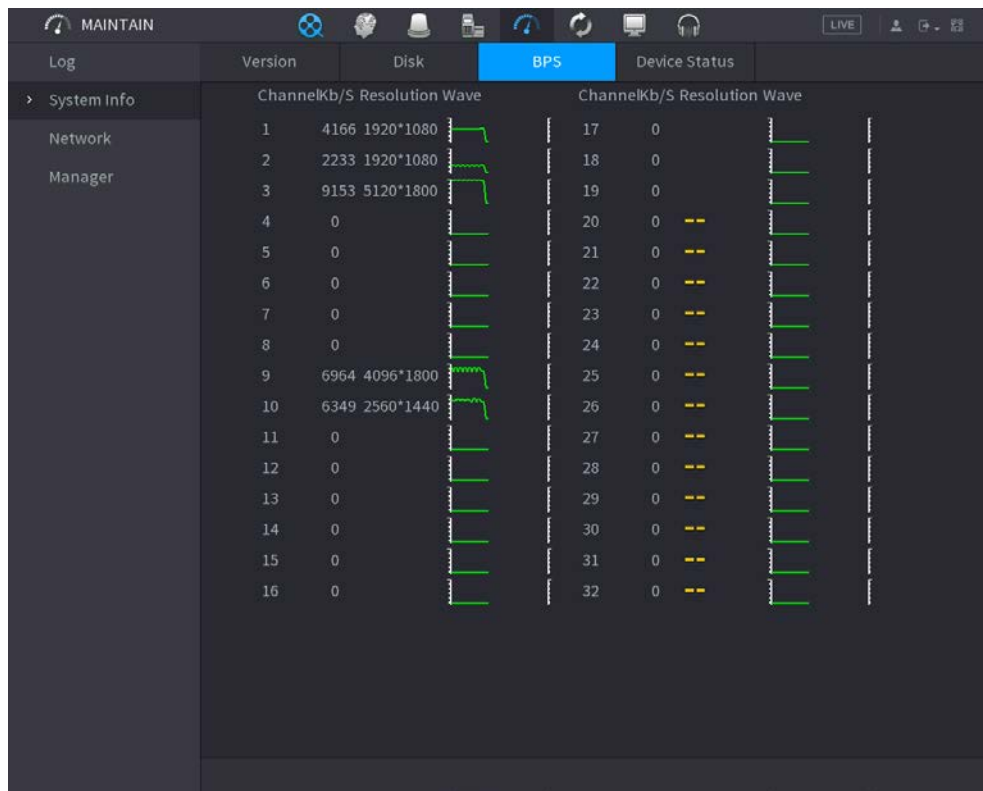 MAINTAIN LIVE
Log Version Disk BPS Device Status
System Info ChannelKb/S Resolution Wave ChannelKb/S Resolution Wave
Network
Manager
1 4166 1920*1080 17 0
2 2233 1920*1080 18 0
3 9153 5120*1800 19 0
4 0 20 0 --
5 0 21 0 --
6 0 22 0 --
7 0 23 0 --
8 0 24 0 --
9 6964 4096*1800 25 0 --
10 6349 2560*1440 26 0 --
11 0 27 0 --
12 0 28 0 --
13 0 29 0 --
14 0 30 0 --
15 0 31 0 --
16 0 32 0 --